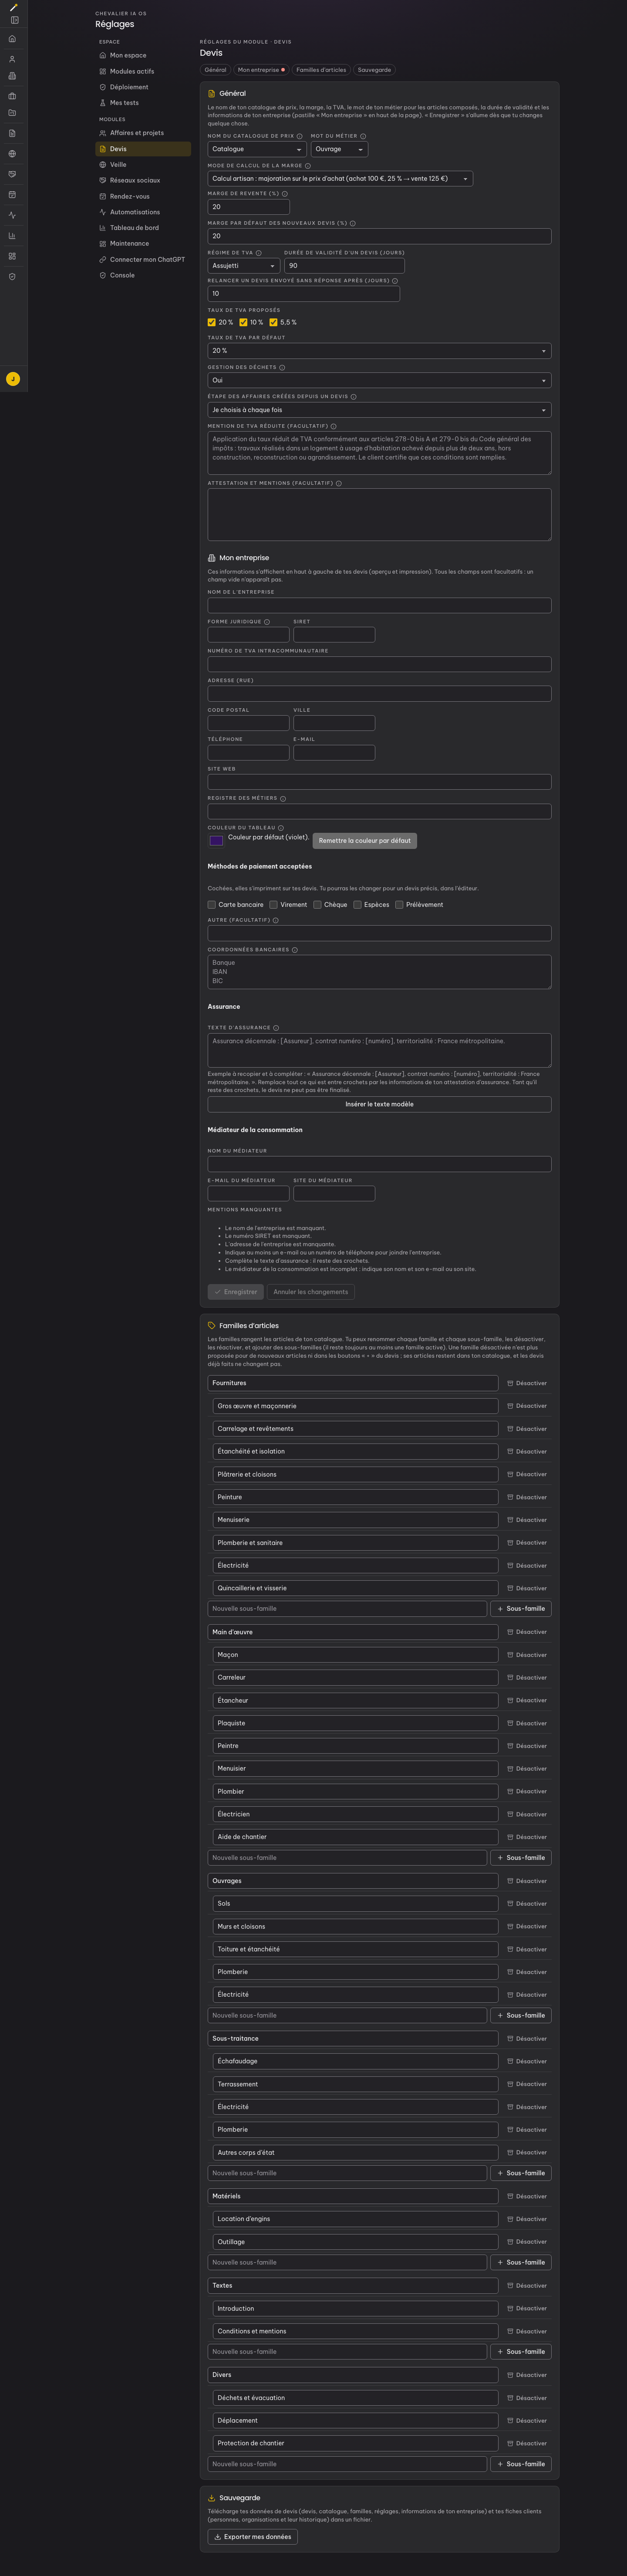 CHEVALIER IA OS
Réglages
ESPACE
Mon espace
Modules actifs
Déploiement
Mes tests
MODULES
Affaires et projets
Devis
Veille
Réseaux sociaux
Rendez-vous
Automatisations
Tableau de bord
Maintenance
Connecter mon ChatGPT
Console
J
RÉGLAGES DU MODULE · DEVIS
Devis
Général
Mon entreprise
Familles d'articles
Sauvegarde
Général
Le nom de ton catalogue de prix, la marge, la TVA, le mot de ton métier pour les articles composés, la durée de validité et les
informations de ton entreprise (pastille « Mon entreprise » en haut de la page). « Enregistrer » s'allume dès que tu changes
quelque chose.
NOM DU CATALOGUE DE PRIX
MOT DU MÉTIER
Catalogue
Ouvrage
MODE DE CALCUL DE LA MARGE
Calcul artisan : majoration sur le prix d'achat (achat 100 €, 25 % → vente 125 €)
MARGE DE REVENTE (%)
20
MARGE PAR DÉFAUT DES NOUVEAUX DEVIS (%)
20
RÉGIME DE TVA
DURÉE DE VALIDITÉ D'UN DEVIS (JOURS)
Assujetti
90
RELANCER UN DEVIS ENVOYÉ SANS RÉPONSE APRÈS (JOURS)
10
TAUX DE TVA PROPOSÉS
20 %
10 %
5,5 %
TAUX DE TVA PAR DÉFAUT
20 %
GESTION DES DÉCHETS
Oui
ÉTAPE DES AFFAIRES CRÉÉES DEPUIS UN DEVIS
Je choisis à chaque fois
MENTION DE TVA RÉDUITE (FACULTATIF)
Application du taux réduit de TVA conformément aux articles 278-0 bis A et 279-0 bis du Code général des
impôts : travaux réalisés dans un logement à usage d'habitation achevé depuis plus de deux ans, hors
construction, reconstruction ou agrandissement. Le client certifie que ces conditions sont remplies.
ATTESTATION ET MENTIONS (FACULTATIF)
Mon entreprise
Ces informations s'affichent en haut à gauche de tes devis (aperçu et impression). Tous les champs sont facultatifs : un
champ vide n'apparaît pas.
NOM DE L'ENTREPRISE
FORME JURIDIQUE
SIRET
NUMÉRO DE TVA INTRACOMMUNAUTAIRE
ADRESSE (RUE)
CODE POSTAL
VILLE
TÉLÉPHONE
E-MAIL
SITE WEB
REGISTRE DES MÉTIERS
COULEUR DU TABLEAU
Couleur par défaut (violet).
Remettre la couleur par défaut
Méthodes de paiement acceptées
Cochées, elles s'impriment sur tes devis. Tu pourras les changer pour un devis précis, dans l'éditeur.
Carte bancaire
Virement
Chèque
Espèces
Prélèvement
AUTRE (FACULTATIF)
COORDONNÉES BANCAIRES
Banque
IBAN
BIC
Assurance
TEXTE D'ASSURANCE
Assurance décennale : [Assureur], contrat numéro : [numéro], territorialité : France métropolitaine.
Exemple à recopier et à compléter : « Assurance décennale : [Assureur], contrat numéro : [numéro], territorialité : France
métropolitaine. ». Remplace tout ce qui est entre crochets par les informations de ton attestation d'assurance. Tant qu'il
reste des crochets, le devis ne peut pas être finalisé.
Insérer le texte modèle
Médiateur de la consommation
NOM DU MÉDIATEUR
E-MAIL DU MÉDIATEUR
SITE DU MÉDIATEUR
MENTIONS MANQUANTES
• Le nom de l'entreprise est manquant.
• Le numéro SIRET est manquant.
• L'adresse de l'entreprise est manquante.
• Indique au moins un e-mail ou un numéro de téléphone pour joindre l'entreprise.
• Complète le texte d'assurance : il reste des crochets.
• Le médiateur de la consommation est incomplet : indique son nom et son e-mail ou son site.
Enregistrer
Annuler les changements
Familles d'articles
Les familles rangent les articles de ton catalogue. Tu peux renommer chaque famille et chaque sous-famille, les désactiver,
les réactiver, et ajouter des sous-familles (il reste toujours au moins une famille active). Une famille désactivée n'est plus
proposée pour de nouveaux articles ni dans les boutons « + » du devis ; ses articles restent dans ton catalogue, et les devis
déjà faits ne changent pas.
Fournitures
Désactiver
Gros œuvre et maçonnerie
Désactiver
Carrelage et revêtements
Désactiver
Étanchéité et isolation
Désactiver
Plâtrerie et cloisons
Désactiver
Peinture
Désactiver
Menuiserie
Désactiver
Plomberie et sanitaire
Désactiver
Électricité
Désactiver
Quincaillerie et visserie
Désactiver
Nouvelle sous-famille
Sous-famille
Main d'œuvre
Désactiver
Maçon
Désactiver
Carreleur
Désactiver
Étancheur
Désactiver
Plaquiste
Désactiver
Peintre
Désactiver
Menuisier
Désactiver
Plombier
Désactiver
Électricien
Désactiver
Aide de chantier
Désactiver
Nouvelle sous-famille
Sous-famille
Ouvrages
Désactiver
Sols
Désactiver
Murs et cloisons
Désactiver
Toiture et étanchéité
Désactiver
Plomberie
Désactiver
Électricité
Désactiver
Nouvelle sous-famille
Sous-famille
Sous-traitance
Désactiver
Échafaudage
Désactiver
Terrassement
Désactiver
Électricité
Désactiver
Plomberie
Désactiver
Autres corps d'état
Désactiver
Nouvelle sous-famille
Sous-famille
Matériels
Désactiver
Location d'engins
Désactiver
Outillage
Désactiver
Nouvelle sous-famille
Sous-famille
Textes
Désactiver
Introduction
Désactiver
Conditions et mentions
Désactiver
Nouvelle sous-famille
Sous-famille
Divers
Désactiver
Déchets et évacuation
Désactiver
Déplacement
Désactiver
Protection de chantier
Désactiver
Nouvelle sous-famille
Sous-famille
Sauvegarde
Télécharge tes données de devis (devis, catalogue, familles, réglages, informations de ton entreprise) et tes fiches clients
(personnes, organisations et leur historique) dans un fichier.
Exporter mes données